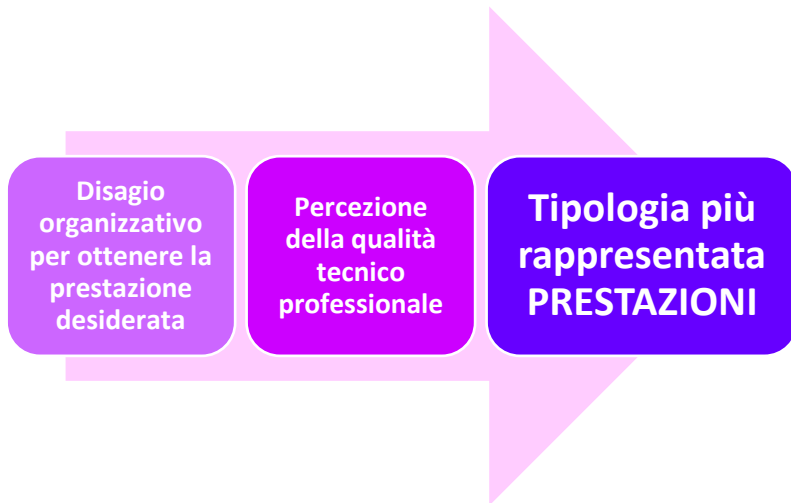 Disagio
organizzativo
per ottenere la
prestazione
desiderata
Percezione
della qualità
tecnico
professionale
Tipologia più
rappresentata
PRESTAZIONI